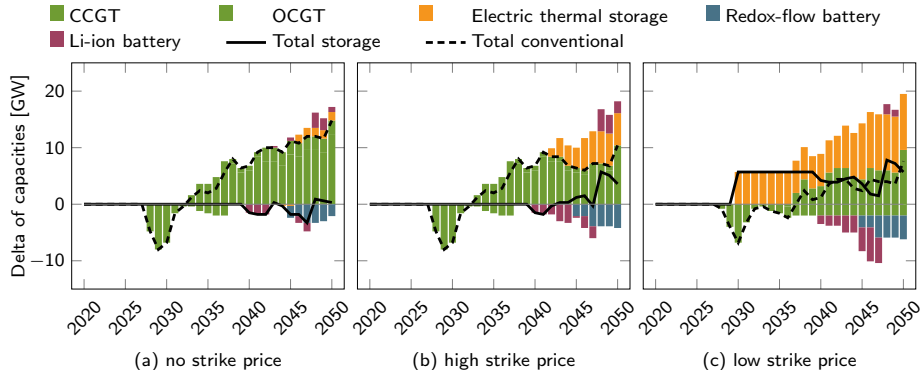 CCGT OCGT Electric thermal storage Redox-flow battery
Li-ion battery Total storage Total conventional
Delta of capacities [GW]
20
10
0
−10
2020 2025 2030 2035 2040 2045 2050
2020 2025 2030 2035 2040 2045 2050
2020 2025 2030 2035 2040 2045 2050
(a) no strike price
(b) high strike price
(c) low strike price